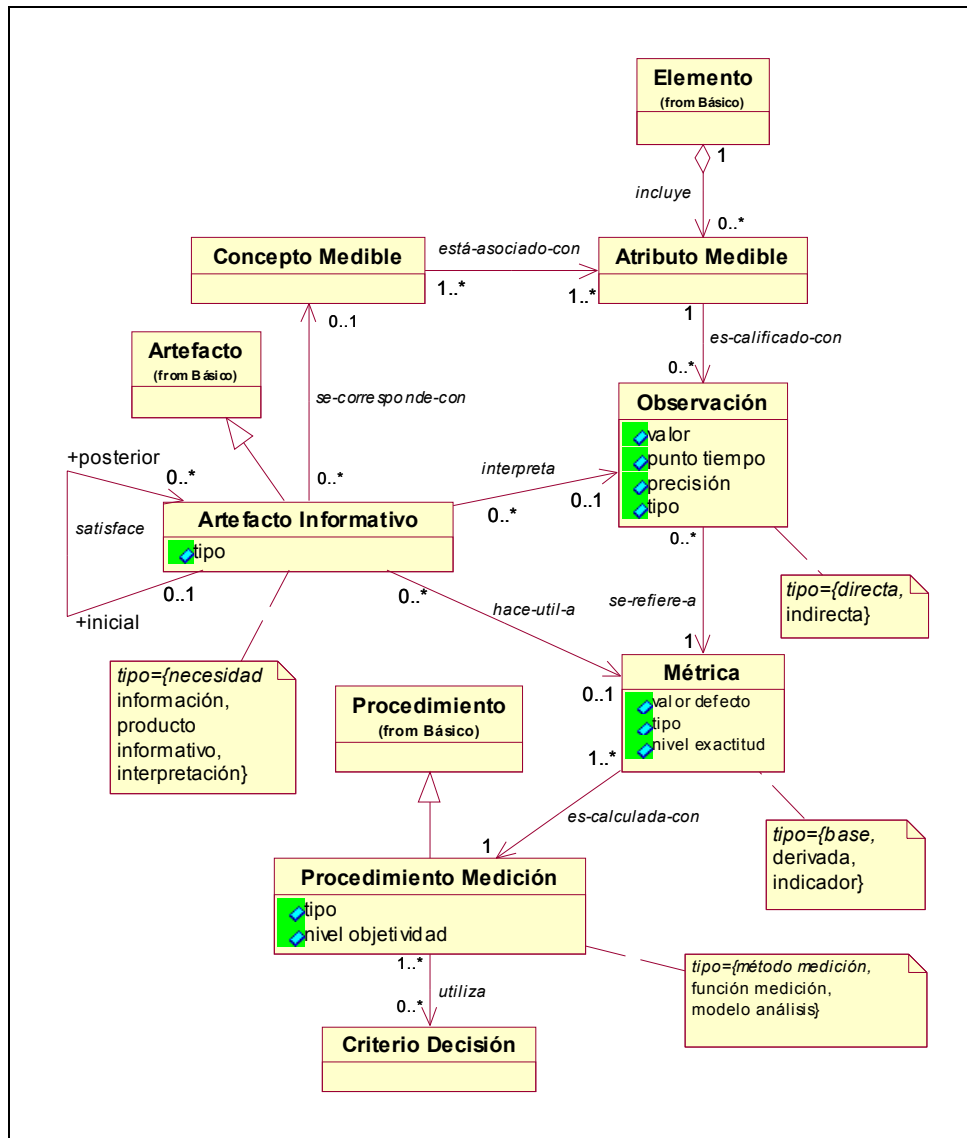 Elemento
(from Básico)
1
incluye
0..*
Concepto Medible
está-asociado-con
1..*
1..*
Atributo Medible
0..1
1
es-calificado-con
0..*
Artefacto
(from Básico)
se-corresponde-con
Observación
valor
punto tiempo
precisión
tipo
+posterior
0..*
0..*
interpreta
0..1
0..*
satisface
Artefacto Informativo
tipo
0..1
+inicial
0..*
hace-util-a
0..*
se-refiere-a
1
tipo={directa,
indirecta}
tipo={necesidad
información,
producto
informativo,
interpretación}
Procedimiento
(from Básico)
0..1
Métrica
valor defecto
tipo
nivel exactitud
1..*
es-calculada-con
1
tipo={base,
derivada,
indicador}
Procedimiento Medición
tipo
nivel objetividad
1..*
utiliza
0..*
tipo={método medición,
función medición,
modelo análisis}
Criterio Decisión